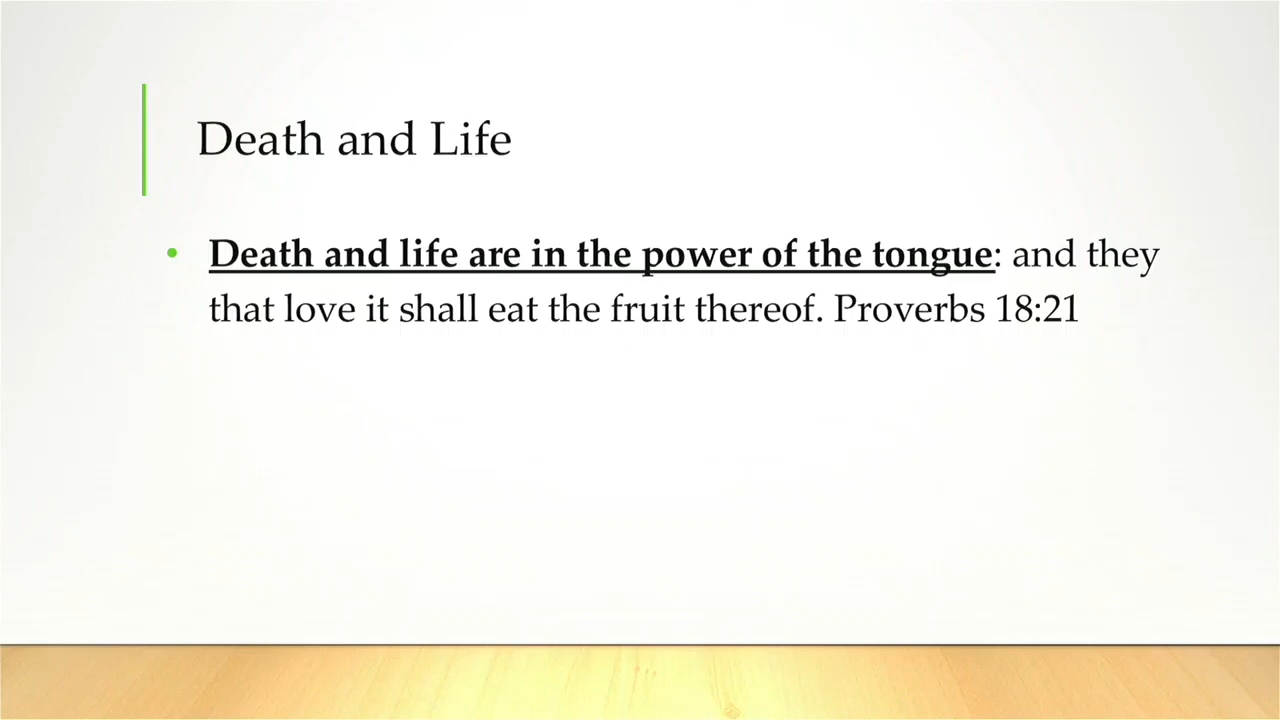 Death and Life
• Death and life are in the power of the tongue: and they
that love it shall eat the fruit thereof. Proverbs 18:21